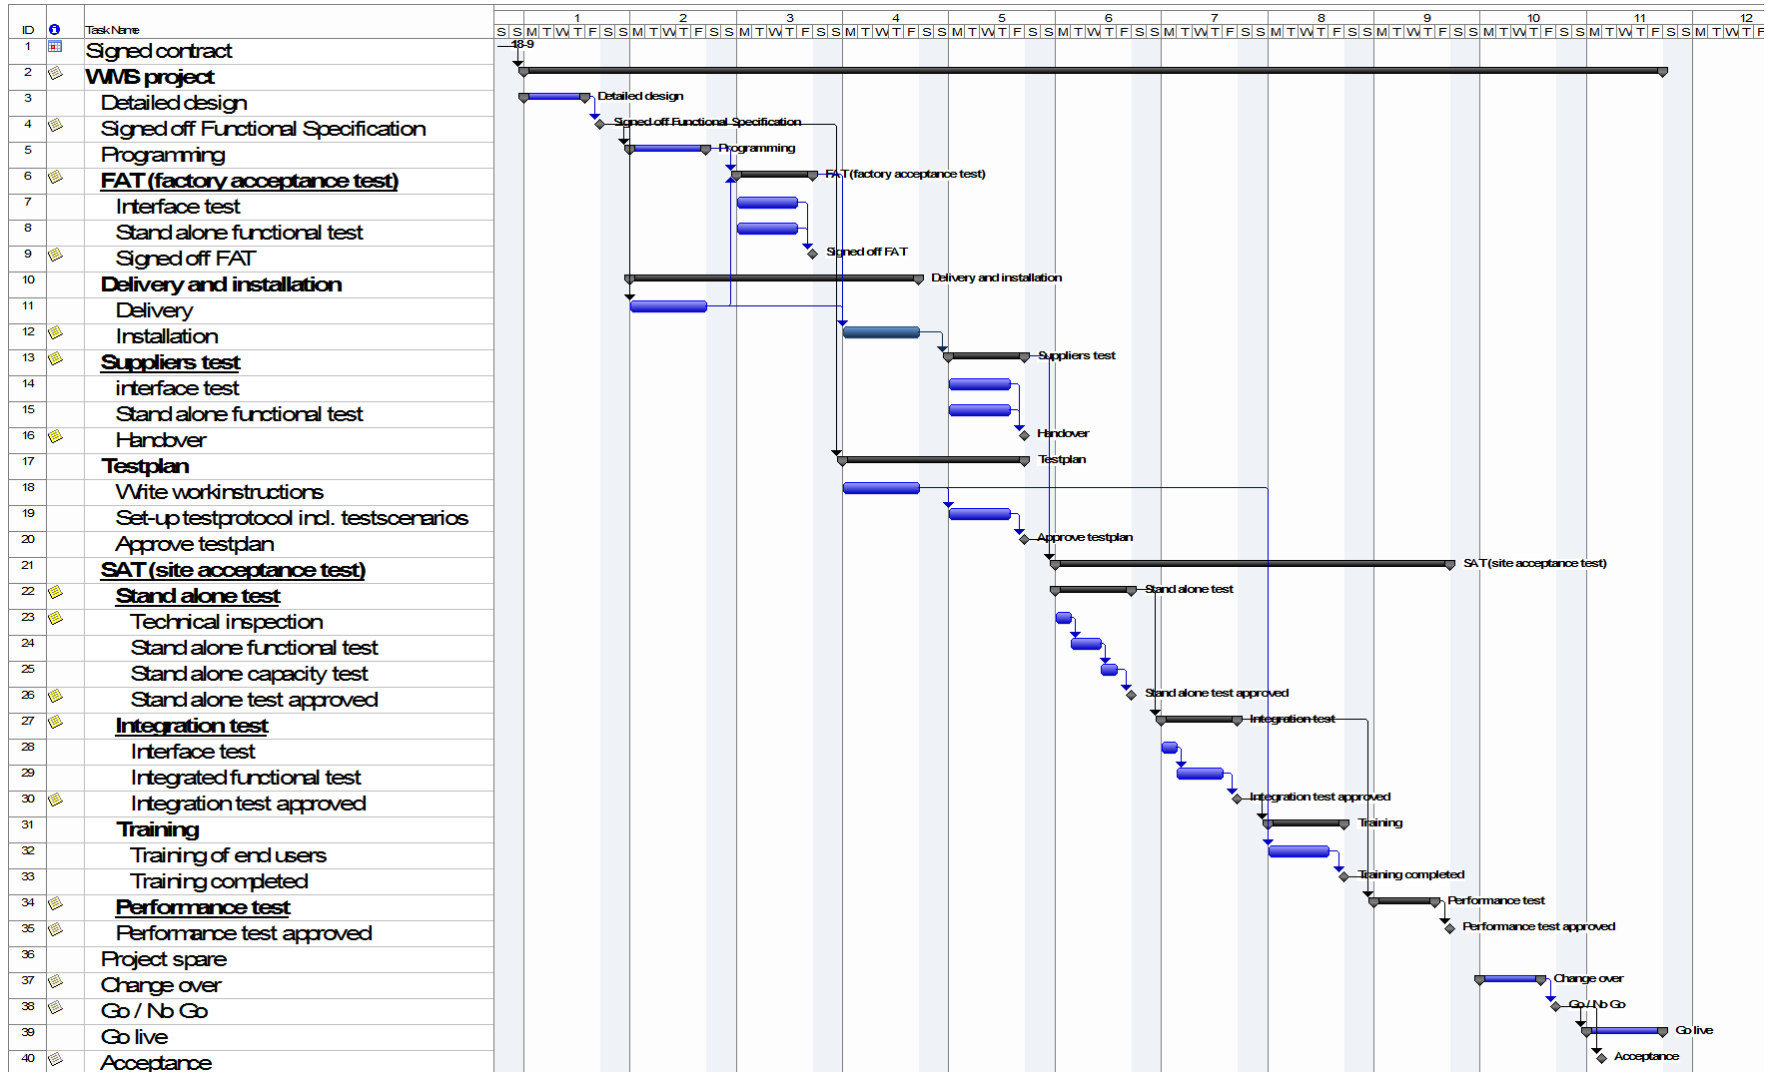 1 2 3 4 5 6 7 8 9 10 11 12
ID Task Name S S M T W T F S S M T W T F S S M T W T F S S M T W T F S S M T W T F S S M T W T F S S M T W T F S S M T W T F S S M T W T F S S M T W T F S S M T W T F S S M T W T F
1 Signed contract 18-9
2 WMS project
3 Detailed design Detailed design
4 Signed off Functional Specification Signed off Functional Specification
5 Programming Programming
6 FAT (factory acceptance test) FAT (factory acceptance test)
7 Interface test
8 Stand alone functional test
9 Signed off FAT Signed off FAT
10 Delivery and installation Delivery and installation
11 Delivery
12 Installation
13 Suppliers test Suppliers test
14 interface test
15 Stand alone functional test
16 Handover Handover
17 Testplan Testplan
18 Write workinstructions
19 Set-up testprotocol incl. testscenarios
20 Approve testplan Approve testplan
21 SAT (site acceptance test) SAT (site acceptance test)
22 Stand alone test Stand alone test
23 Technical inspection
24 Stand alone functional test
25 Stand alone capacity test
26 Stand alone test approved Stand alone test approved
27 Integration test Integration test
28 Interface test
29 Integrated functional test
30 Integration test approved Integration test approved
31 Training Training
32 Training of end users
33 Training completed Training completed
34 Performance test Performance test
35 Performance test approved Performance test approved
36 Project spare
37 Change over Change over
38 Go / No Go Go / No Go
39 Go live Go live
40 Acceptance Acceptance